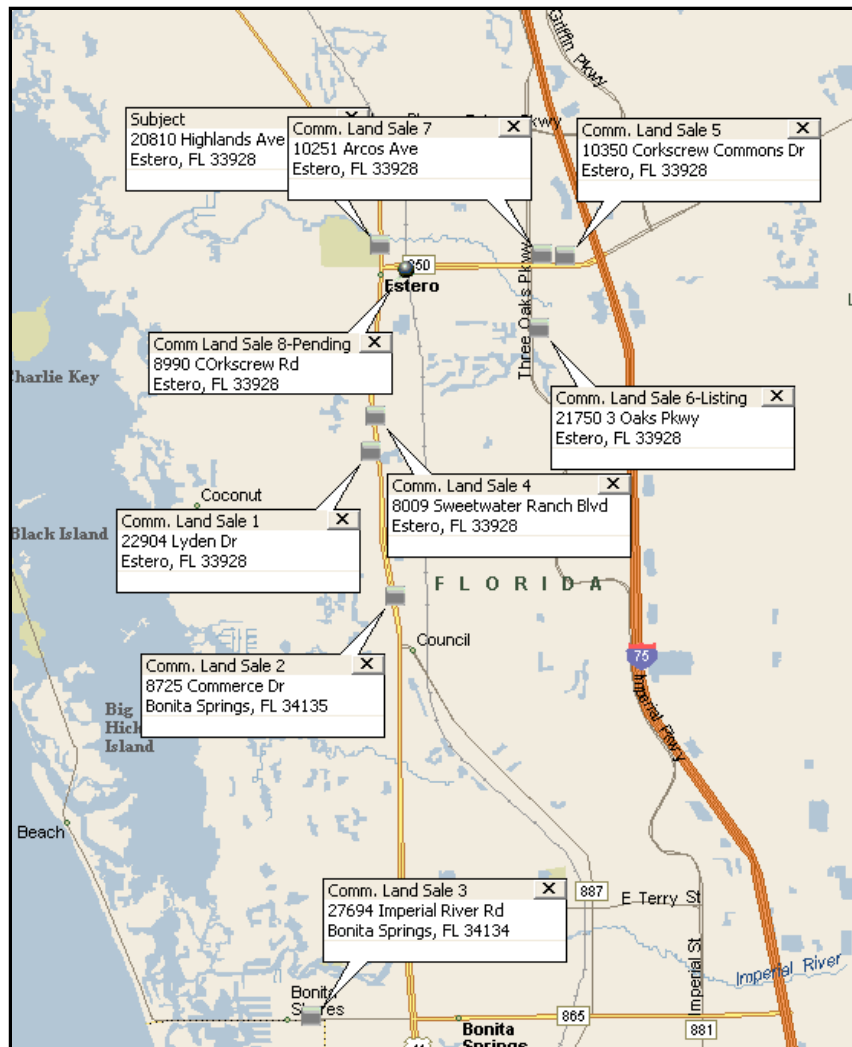 Griffin Pkwy
Subject
20810 Highlands Ave
Estero, FL 33928
Comm. Land Sale 7
10251 Arcos Ave
Estero, FL 33928
Pkwy
Comm. Land Sale 5
10350 Corkscrew Commons Dr
Estero, FL 33928
850
Estero
Three Oaks Pkwy
Comm Land Sale 8-Pending
8990 COrkscrew Rd
Estero, FL 33928
Charlie Key
Comm. Land Sale 6-Listing
21750 3 Oaks Pkwy
Estero, FL 33928
Coconut
Comm. Land Sale 4
8009 Sweetwater Ranch Blvd
Estero, FL 33928
Black Island
Comm. Land Sale 1
22904 Lyden Dr
Estero, FL 33928
FLORIDA
Council
75
Comm. Land Sale 2
8725 Commerce Dr
Bonita Springs, FL 34135
Imperial Pkwy
Big
Hick
Island
Beach
Comm. Land Sale 3
27694 Imperial River Rd
Bonita Springs, FL 34134
887
E Terry St
Imperial St
Imperial River
Bonita
Shores
865
Bonita
Springs
881
41